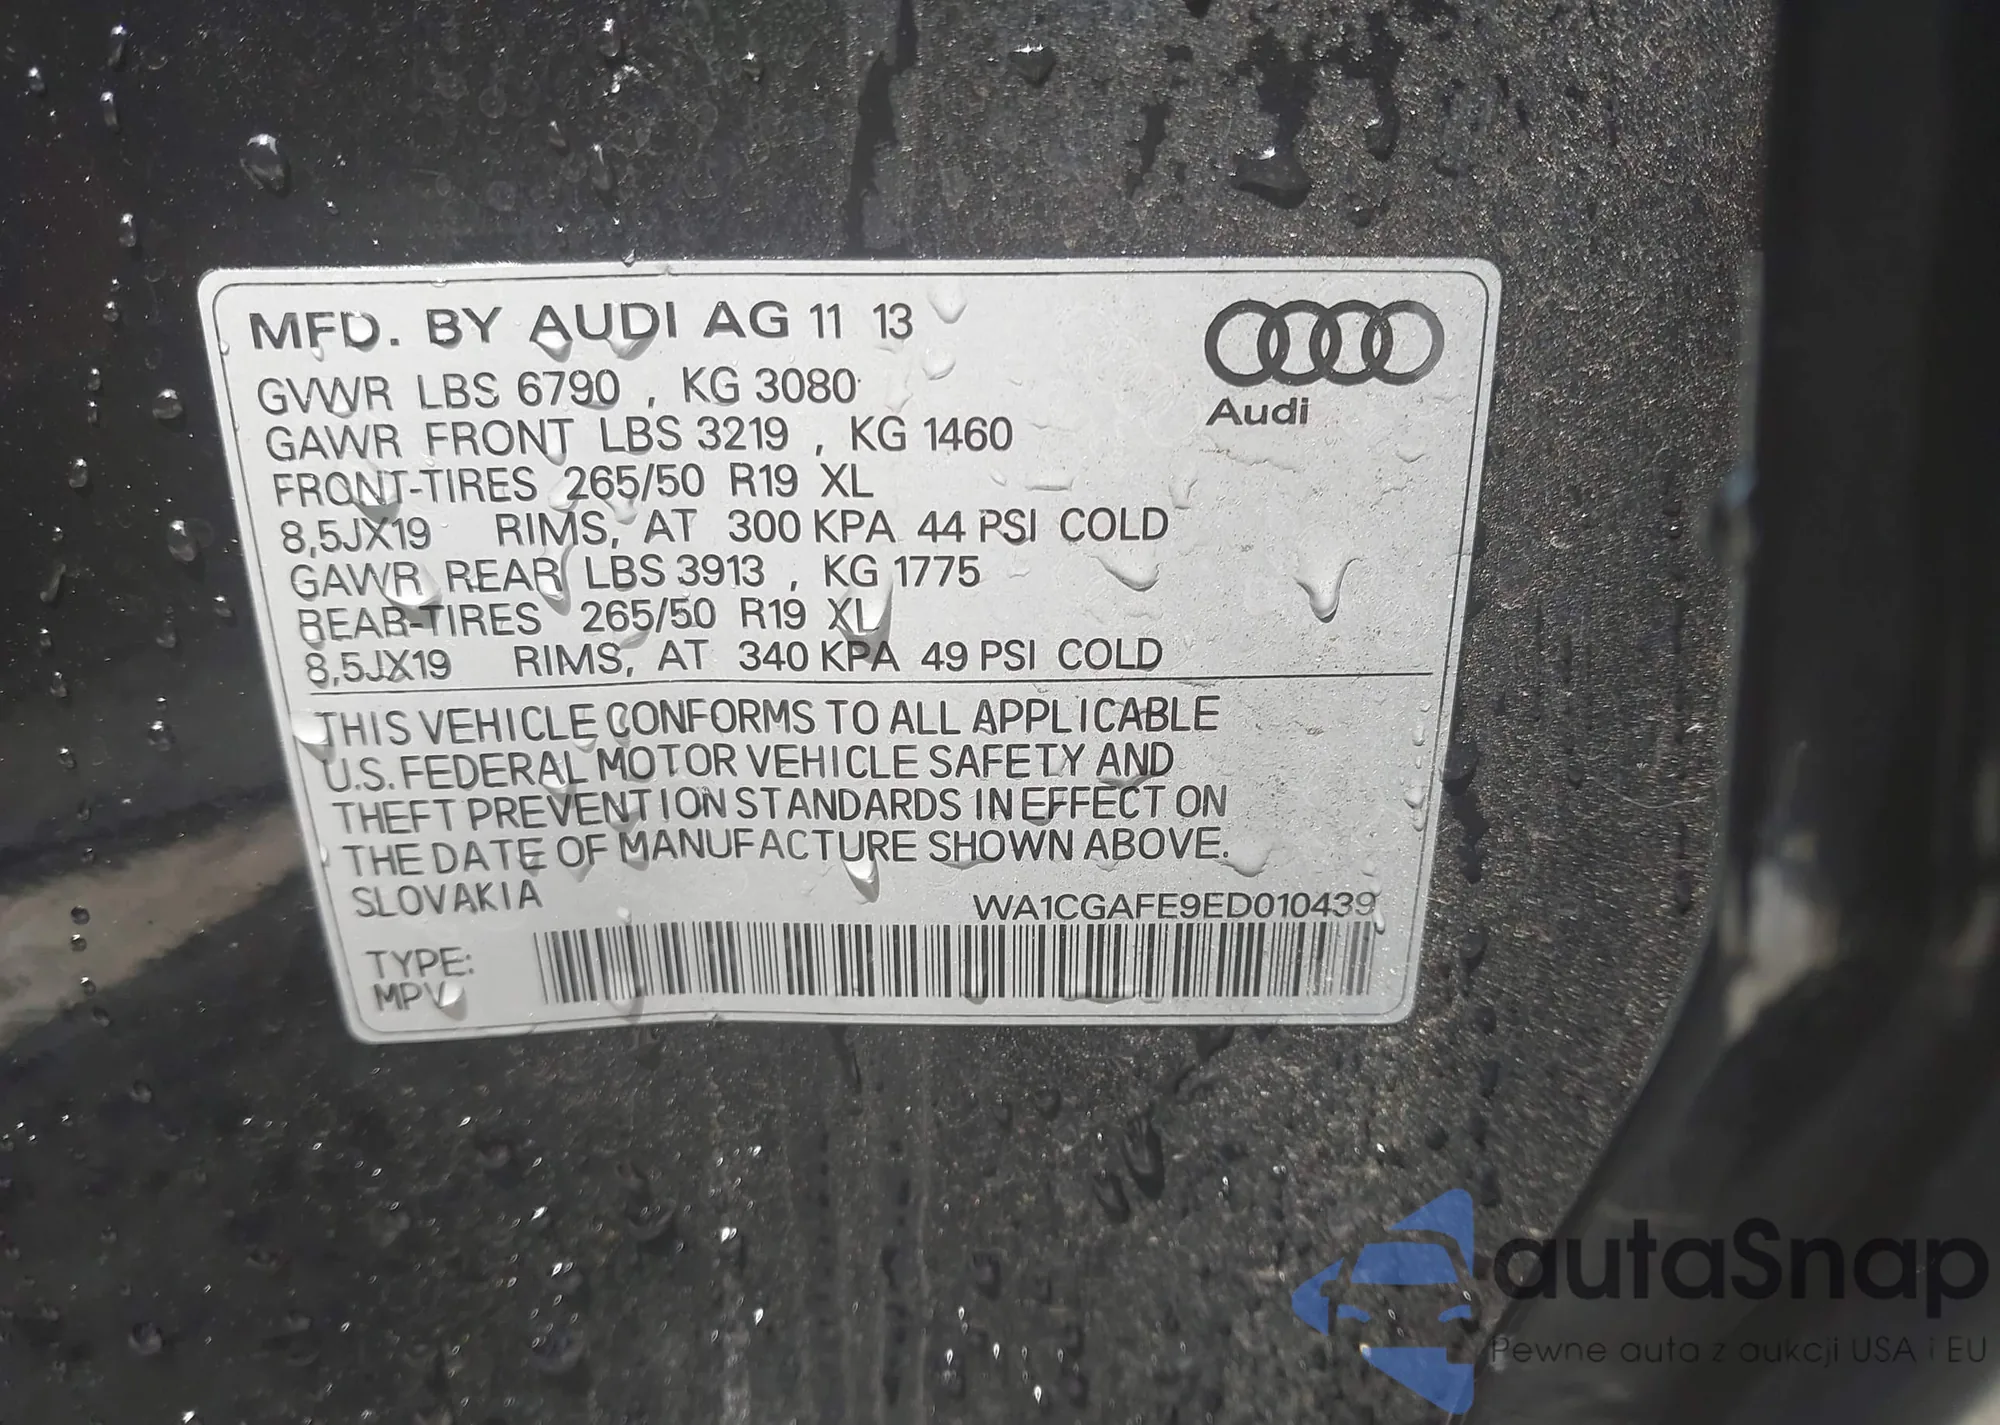 MFD. BY AUDI AG 11 13
Audi
GVWR LBS 6790 , KG 3080
GAWR FRONT LBS 3219 , KG 1460
FRONT-TIRES 265/50 R19 XL
8,5JX19 RIMS, AT 300 KPA 44 PSI COLD
GAWR REAR LBS 3913 , KG 1775
REAR-TIRES 265/50 R19 XL
8,5JX19 RIMS, AT 340 KPA 49 PSI COLD
THIS VEHICLE CONFORMS TO ALL APPLICABLE
U.S. FEDERAL MOTOR VEHICLE SAFETY AND
THEFT PREVENTION STANDARDS IN EFFECT ON
THE DATE OF MANUFACTURE SHOWN ABOVE.
SLOVAKIA WA1CGAFE9ED010439
TYPE:
MPV
autaSnap
Pewne auta z aukcji USA i EU